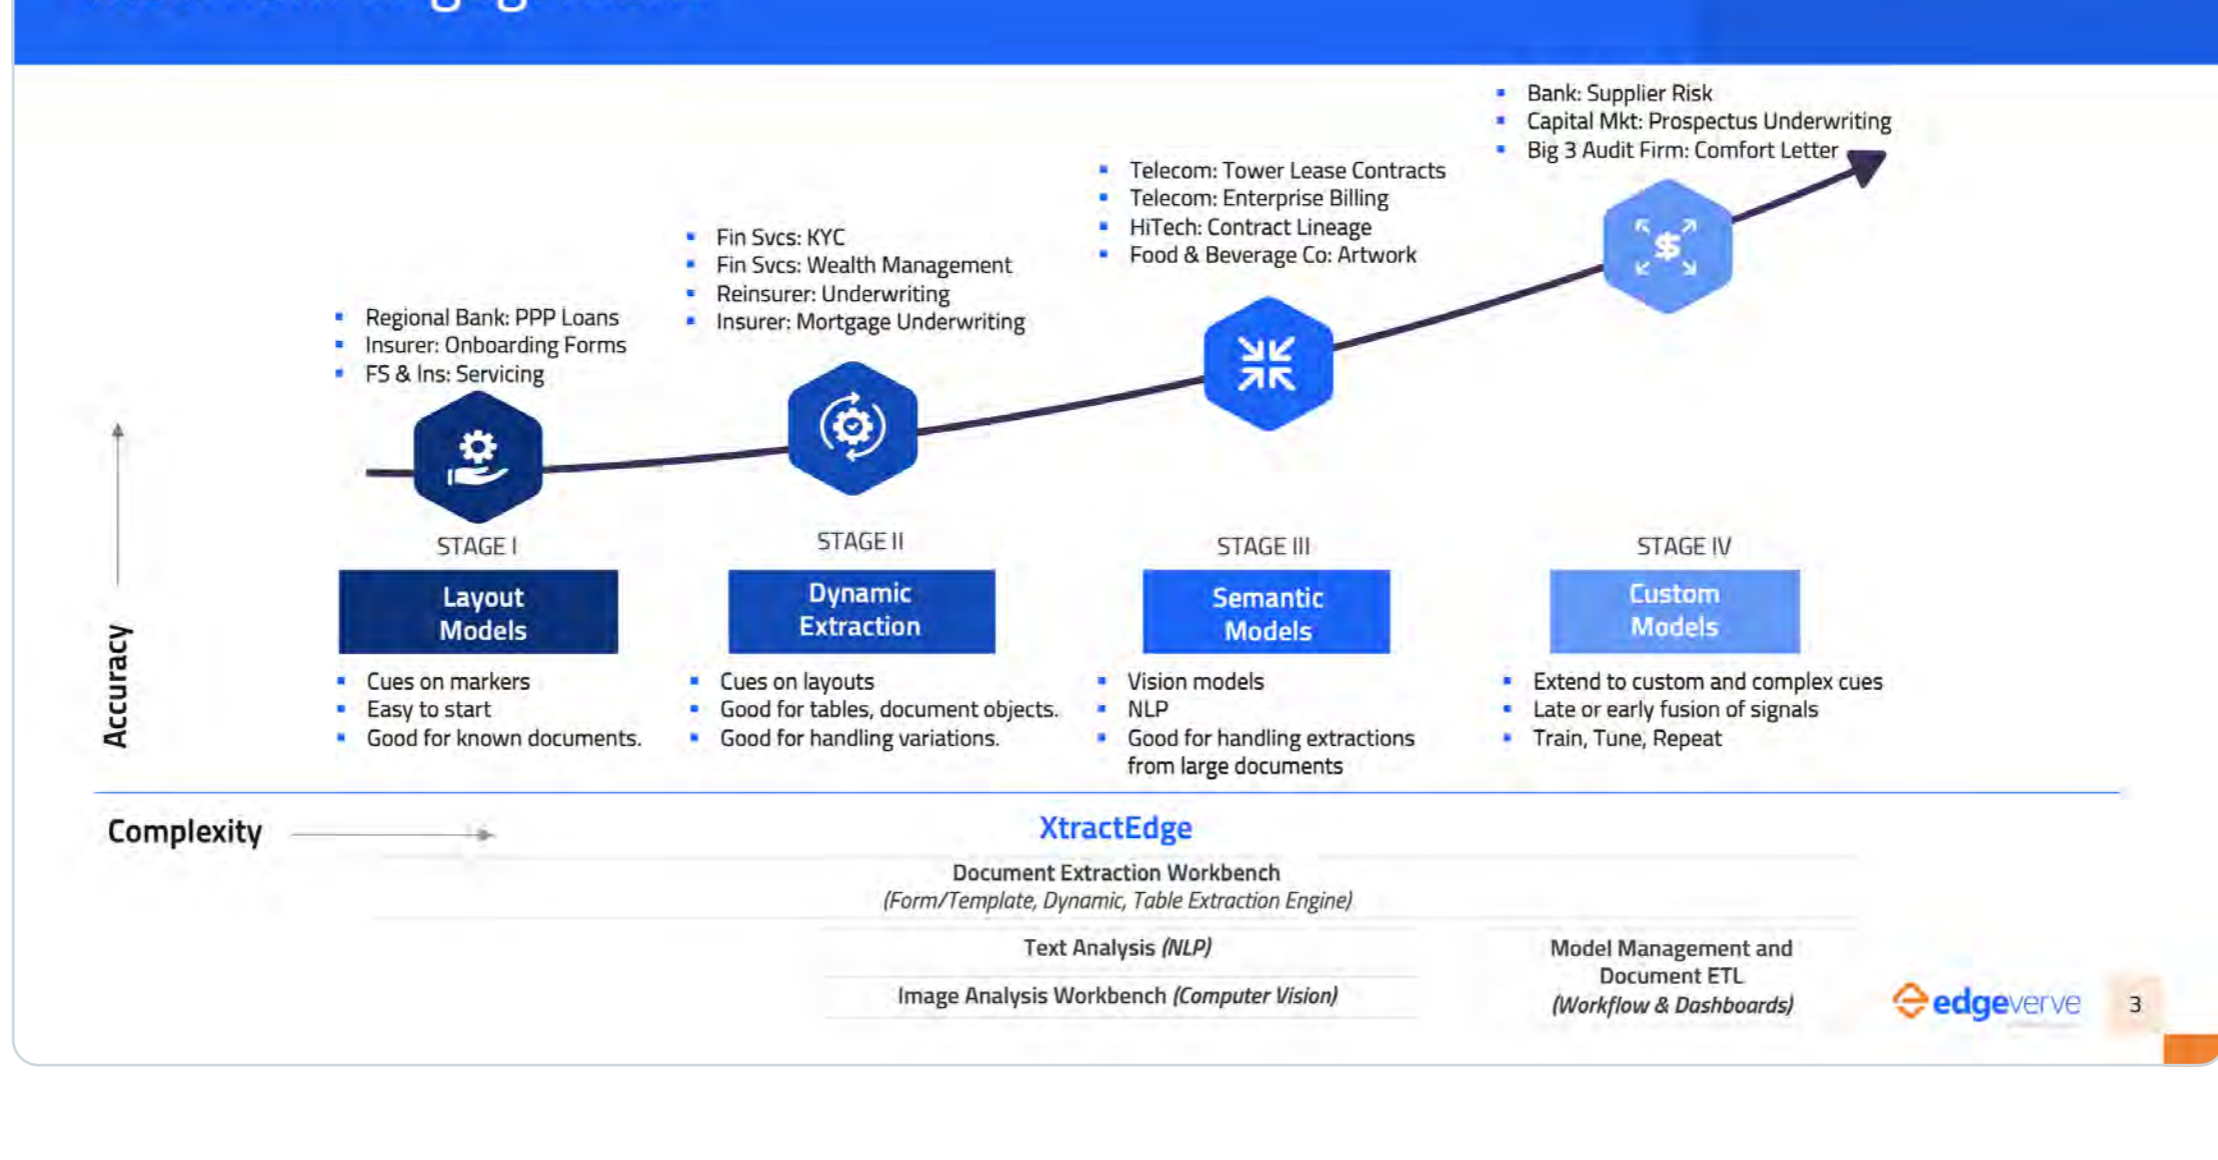 Bank: Supplier Risk
Capital Mkt: Prospectus Underwriting
Big 3 Audit Firm: Comfort Letter
Telecom: Tower Lease Contracts
Telecom: Enterprise Billing
HiTech: Contract Lineage
Food & Beverage Co: Artwork
Fin Svcs: KYC
Fin Svcs: Wealth Management
Reinsurer: Underwriting
Insurer: Mortgage Underwriting
Regional Bank: PPP Loans
Insurer: Onboarding Forms
FS & Ins: Servicing
$
STAGE I
Layout
Models
Cues on markers
Easy to start
Good for known documents.
STAGE II
Dynamic
Extraction
Cues on layouts
Good for tables, document objects.
Good for handling variations.
STAGE III
Semantic
Models
Vision models
NLP
Good for handling extractions
from large documents
STAGE IV
Custom
Models
Extend to custom and complex cues
Late or early fusion of signals
Train, Tune, Repeat
Accuracy
Complexity
XtractEdge
Document Extraction Workbench
(Form/Template, Dynamic, Table Extraction Engine)
Text Analysis (NLP)
Image Analysis Workbench (Computer Vision)
Model Management and
Document ETL
(Workflow & Dashboards)
edgeverve
3